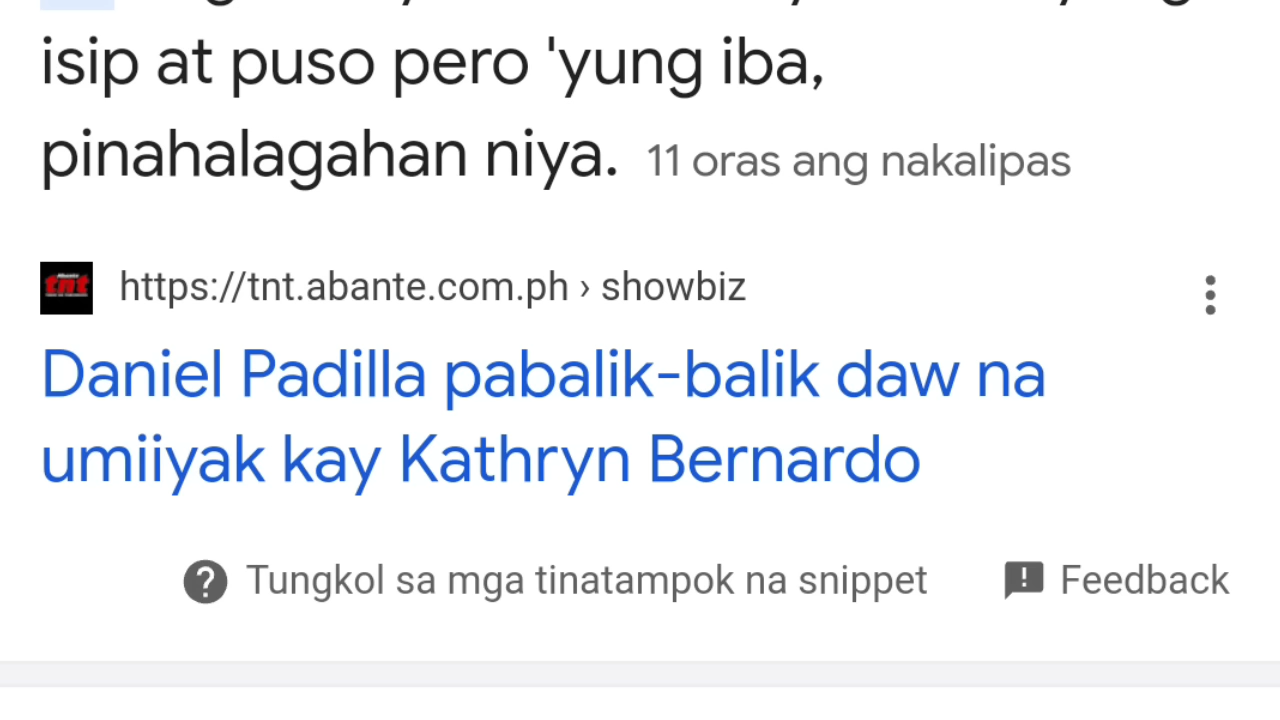 isip at puso pero 'yung iba,
pinahalagahan niya. 11 oras ang nakalipas
tnt
https://tnt.abante.com.ph › showbiz
Daniel Padilla pabalik-balik daw na
umiiyak kay Kathryn Bernardo
Tungkol sa mga tinatampok na snippet
Feedback